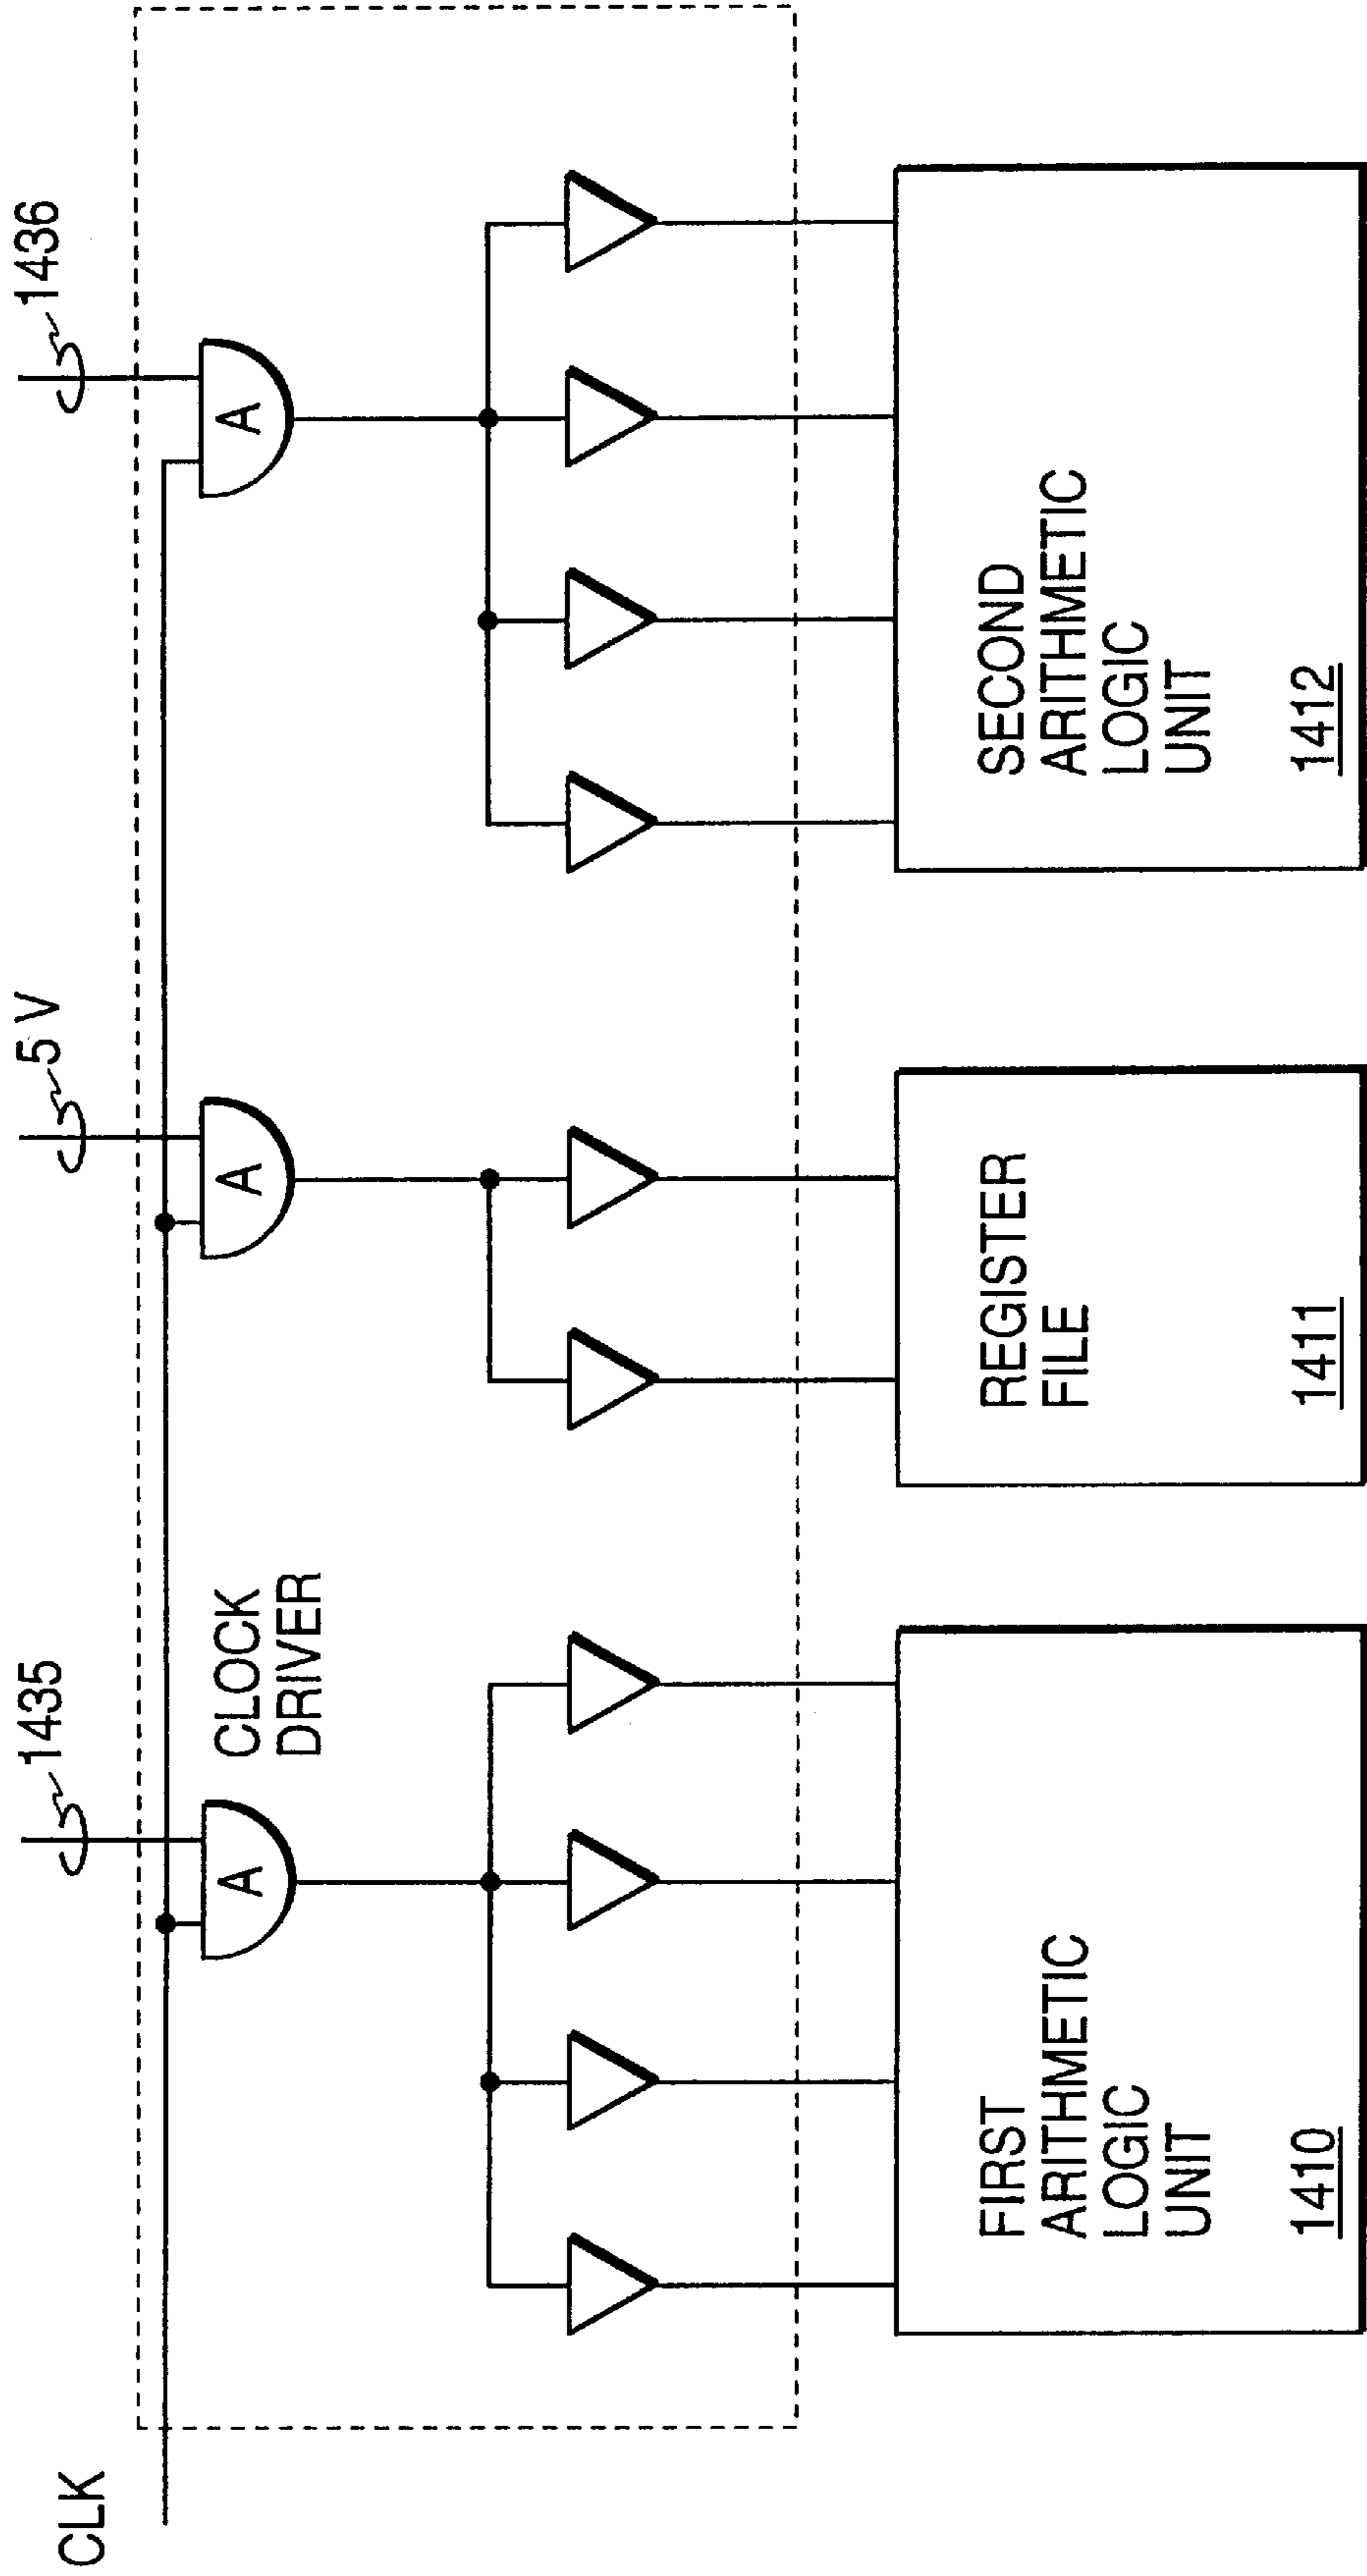 CLK
1435
5 V
1436
A
A
A
CLOCK
DRIVER
FIRST
ARITHMETIC
LOGIC
UNIT
1410
REGISTER
FILE
1411
SECOND
ARITHMETIC
LOGIC
UNIT
1412